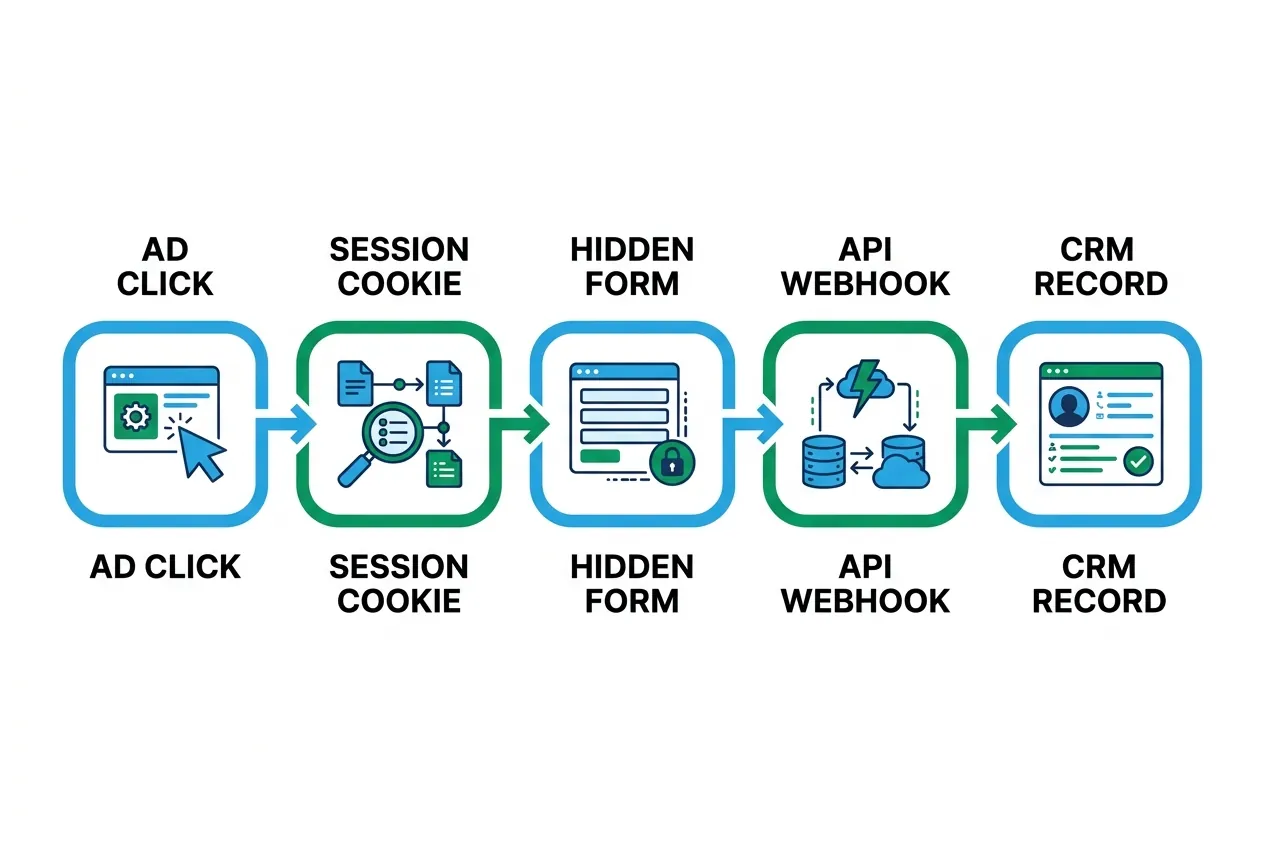 AD
CLICK
SESSION
COOKIE
HIDDEN
FORM
API
WEBHOOK
CRM
RECORD
AD CLICK
SESSION
COOKIE
HIDDEN
FORM
API
WEBHOOK
CRM
RECORD